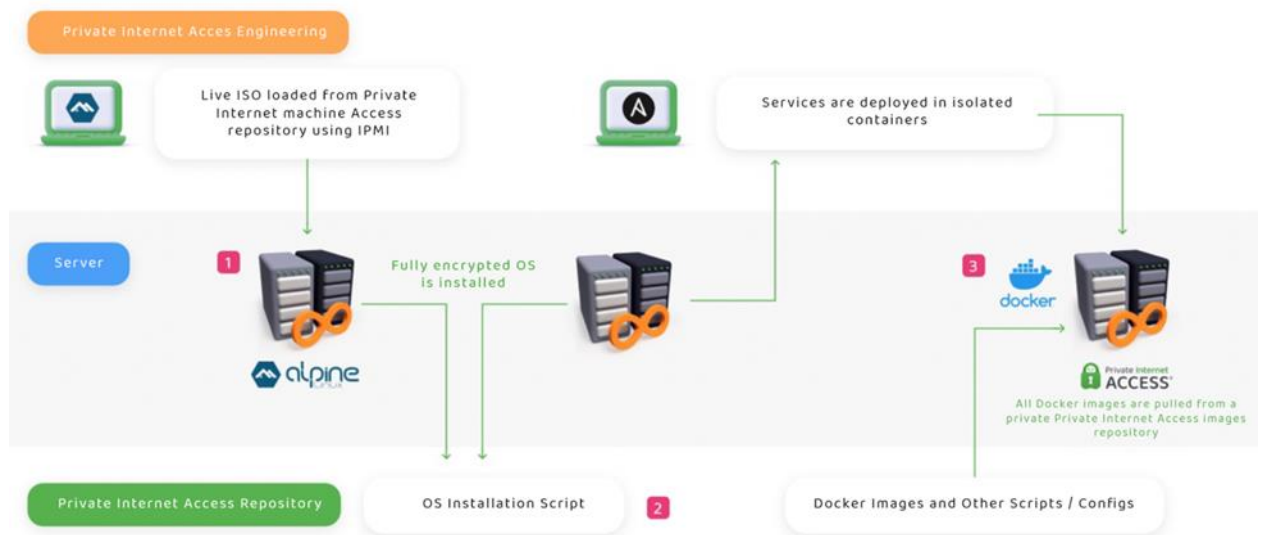 Private Internet Acces Engineering
Live ISO loaded from Private
Internet machine Access
repository using IPMI
Services are deployed in isolated
containers
Server
1
Fully encrypted OS
is installed
3
docker
alpine
Linux
Private Internet
ACCESS
All Docker images are pulled from a
private Private Internet Access images
repository
Private Internet Access Repository
OS Installation Script
2
Docker Images and Other Scripts / Configs